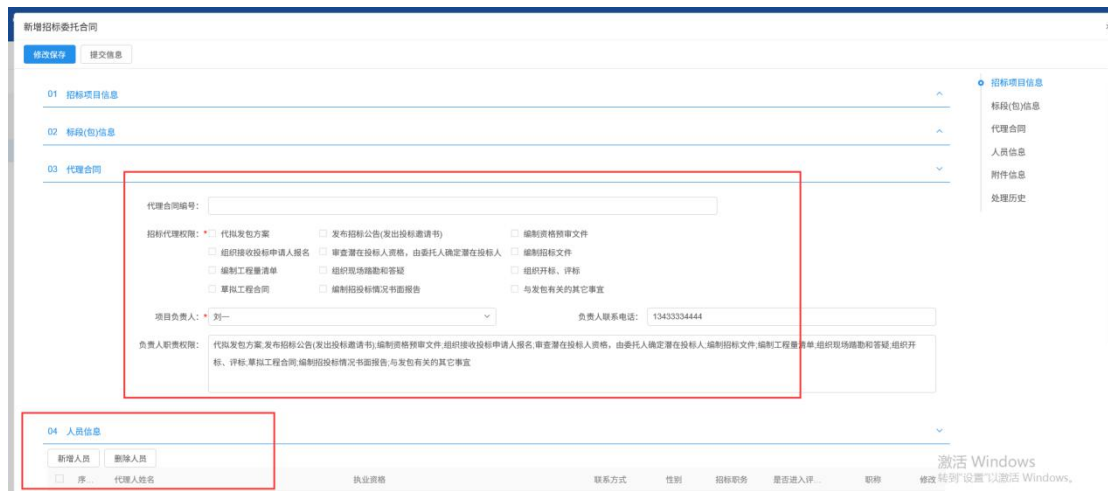 新增招标委托合同
修改保存 提交信息
01 招标项目信息
02 标段(包)信息
03 代理合同
代理合同编号:
招标代理权限: * 代拟发包方案 发布招标公告(发出投标邀请书) 编制资格预审文件
组织接收投标申请人报名 审查潜在投标人资格,由委托人确定潜在投标人 编制招标文件
编制工程量清单 组织现场踏勘和答疑 组织开标、评标
草拟工程合同 编制招投标情况书面报告 与发包有关的其它事宜
项目负责人: * 刘一 负责人联系电话: 13433334444
负责人职责权限: 代拟发包方案;发布招标公告(发出投标邀请书);编制资格预审文件;组织接收投标申请人报名;审查潜在投标人资格,由委托人确定潜在投标人;编制招标文件;编制工程量清单;组织现场踏勘和答疑;组织开
标、评标;草拟工程合同;编制招投标情况书面报告;与发包有关的其它事宜
04 人员信息
新增人员 删除人员
序... 代理人姓名 执业资格 联系方式 性别 招标职务 是否进入评... 职称 修改
招标项目信息
标段(包)信息
代理合同
人员信息
附件信息
处理历史
激活 Windows
转到"设置"以激活 Windows。